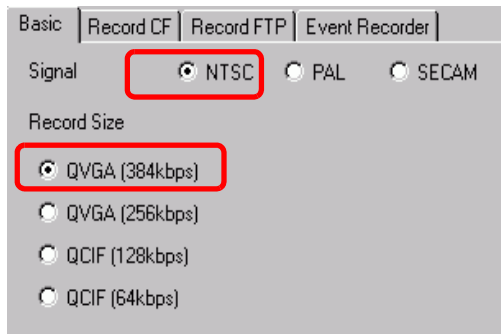 Basic Record CF Record FTP Event Recorder
Signal NTSC PAL SECAM
Record Size
QVGA (384kbps)
QVGA (256kbps)
QCIF (128kbps)
QCIF (64kbps)